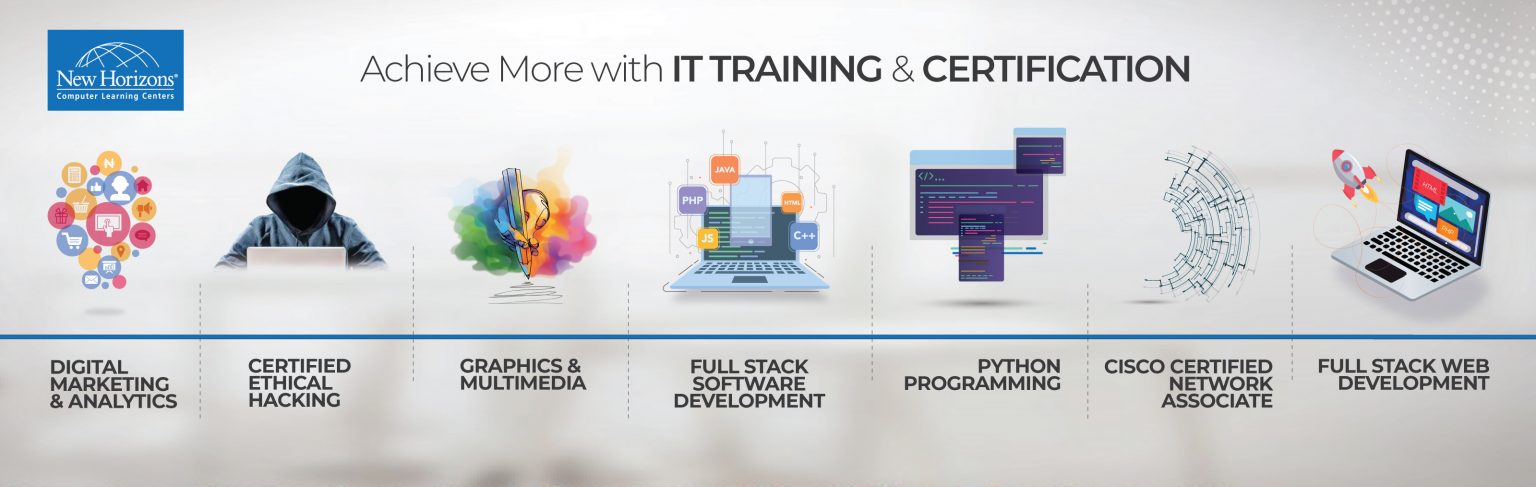 New Horizons®
Computer Learning Centers
Achieve More with IT TRAINING & CERTIFICATION
JAVA
PHP
HTML
JS
C++
</>...
HTML
PHP
DIGITAL
MARKETING
& ANALYTICS
CERTIFIED
ETHICAL
HACKING
GRAPHICS &
MULTIMEDIA
FULL STACK
SOFTWARE
DEVELOPMENT
PYTHON
PROGRAMMING
CISCO CERTIFIED
NETWORK
ASSOCIATE
FULL STACK WEB
DEVELOPMENT